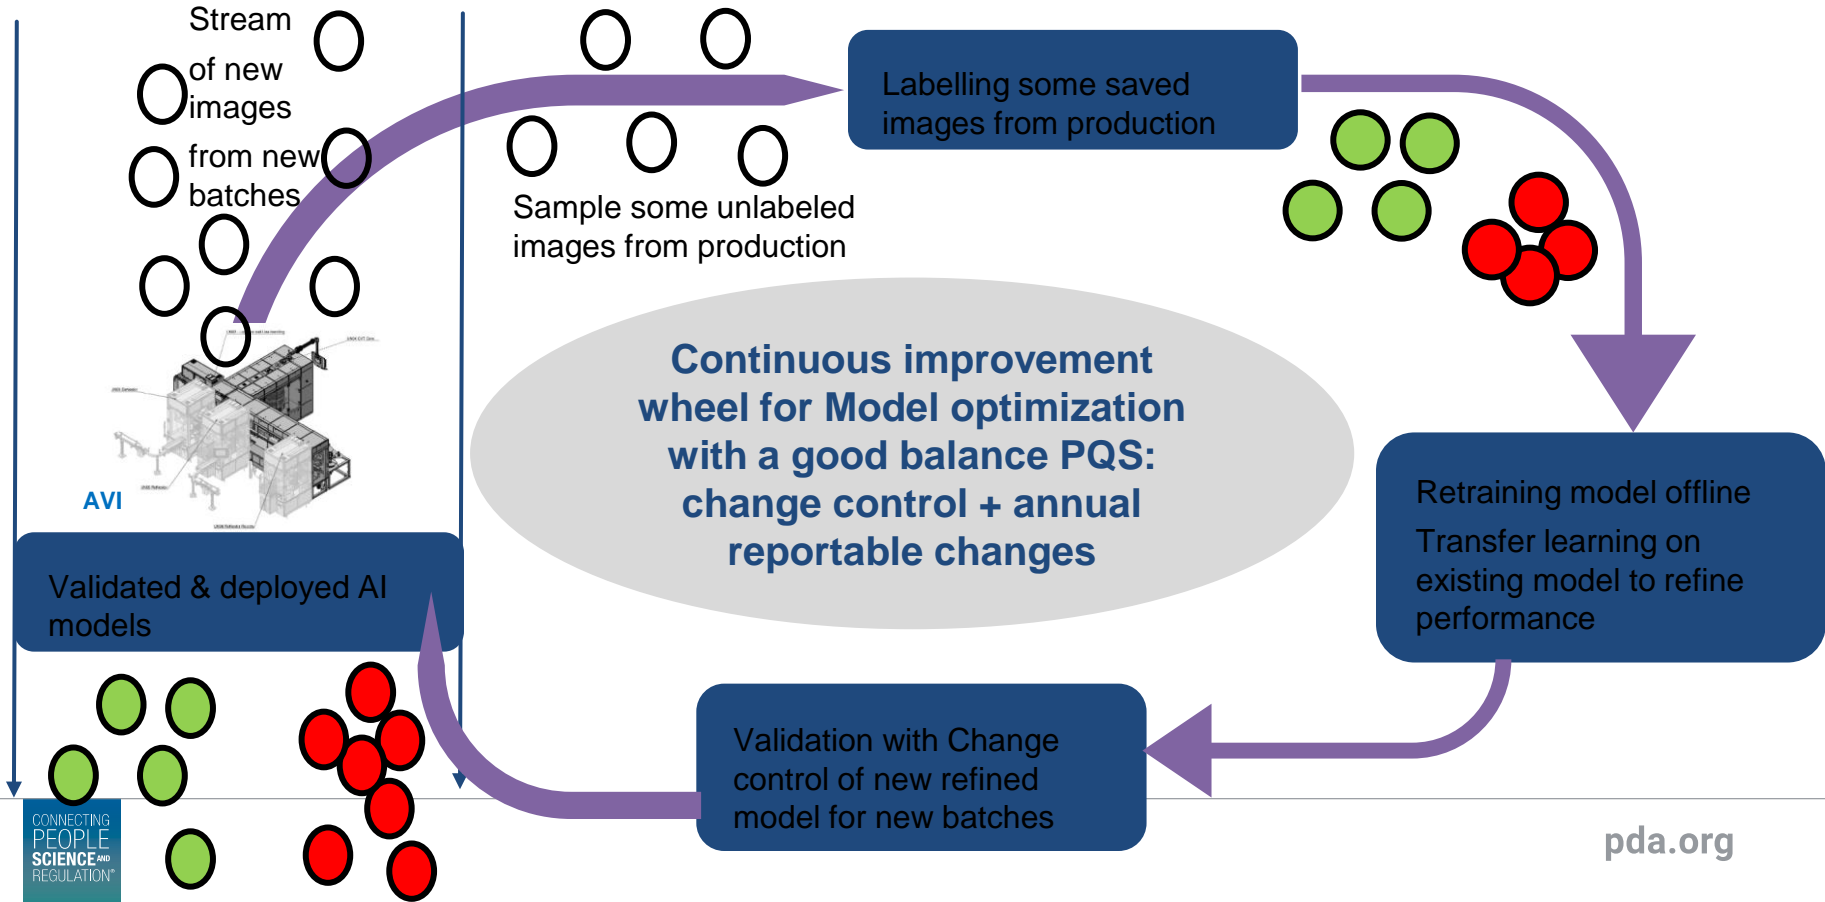 Stream
of new
images
from new
batches
Sample some unlabeled
images from production
Labelling some saved
images from production
Continuous improvement
wheel for Model optimization
with a good balance PQS:
change control + annual
reportable changes
AVI
Validated & deployed AI
models
Retraining model offline
Transfer learning on
existing model to refine
performance
Validation with Change
control of new refined
model for new batches
CONNECTING
PEOPLE
SCIENCE AND
REGULATION®
pda.org